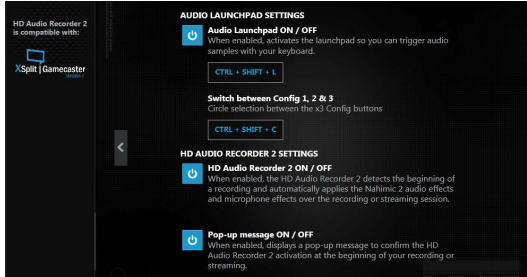 HD Audio Recorder 2
is compatible with:
XSplit | Gamecaster
AUDIO LAUNCHPAD SETTINGS
Audio Launchpad ON / OFF
When enabled, activates the launchpad so you can trigger audio
samples with your keyboard.
CTRL + SHIFT + L
Switch between Config 1, 2 & 3
Circle selection between the x3 Config buttons
CTRL + SHIFT + C
HD AUDIO RECORDER 2 SETTINGS
HD Audio Recorder 2 ON / OFF
When enabled, the HD Audio Recorder 2 detects the beginning of
a recording and automatically applies the Nahimic 2 audio effects
and microphone effects over the recording or streaming session.
Pop-up message ON / OFF
When enabled, displays a pop-up message to confirm the HD
Audio Recorder 2 activation at the beginning of your recording or
streaming.